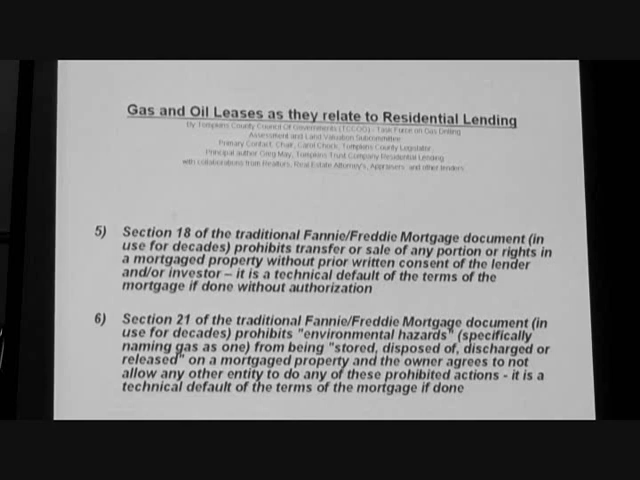 Gas and Oil Leases as they relate to Residential Lending
By Tompkins County Council Of Governments (TCCOG) - Task Force on Gas Drilling
Assessment and Land Valuation Subcommittee
Primary Contact, Chair, Carol Chock, Tompkins County Legislator
Principal author Greg May, Tompkins Trust Company Residential Lending
with collaborations from Realtors, Real Estate Attorney's, Appraisers and other lenders
5) Section 18 of the traditional Fannie/Freddie Mortgage document (in
use for decades) prohibits transfer or sale of any portion or rights in
a mortgaged property without prior written consent of the lender
and/or investor – it is a technical default of the terms of the
mortgage if done without authorization
6) Section 21 of the traditional Fannie/Freddie Mortgage document (in
use for decades) prohibits "environmental hazards" (specifically
naming gas as one) from being "stored, disposed of, discharged or
released" on a mortgaged property and the owner agrees to not
allow any other entity to do any of these prohibited actions - it is a
technical default of the terms of the mortgage if done